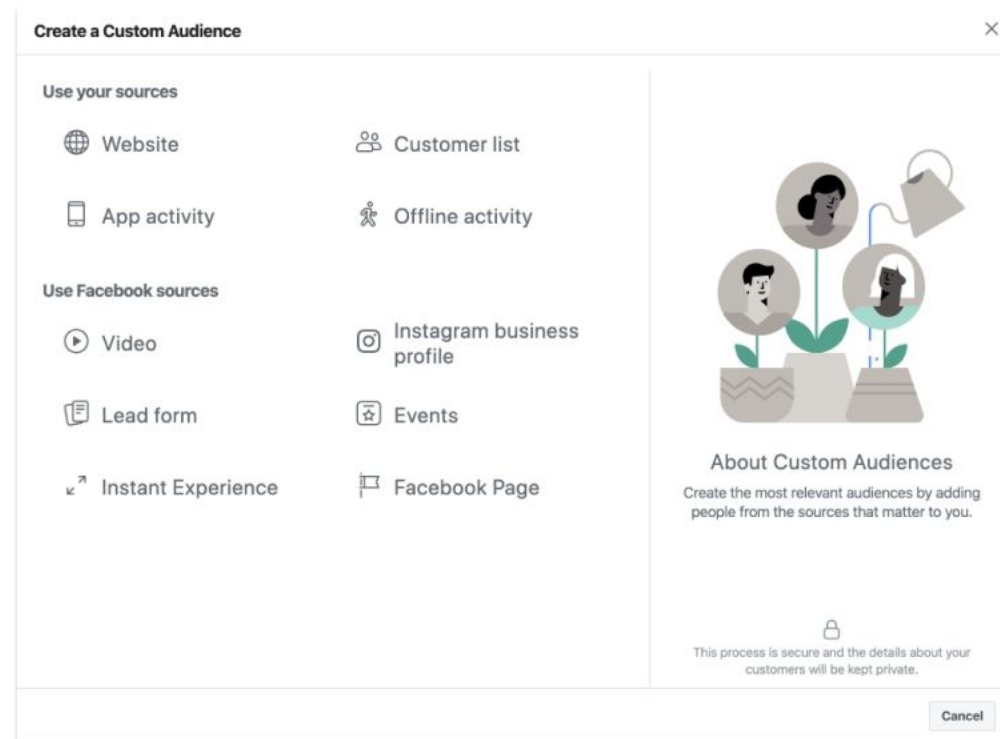 Create a Custom Audience
Use your sources
Website
Customer list
App activity
Offline activity
Use Facebook sources
Video
Instagram business
profile
Lead form
Events
Instant Experience
Facebook Page
About Custom Audiences
Create the most relevant audiences by adding
people from the sources that matter to you.
This process is secure and the details about your
customers will be kept private.
Cancel